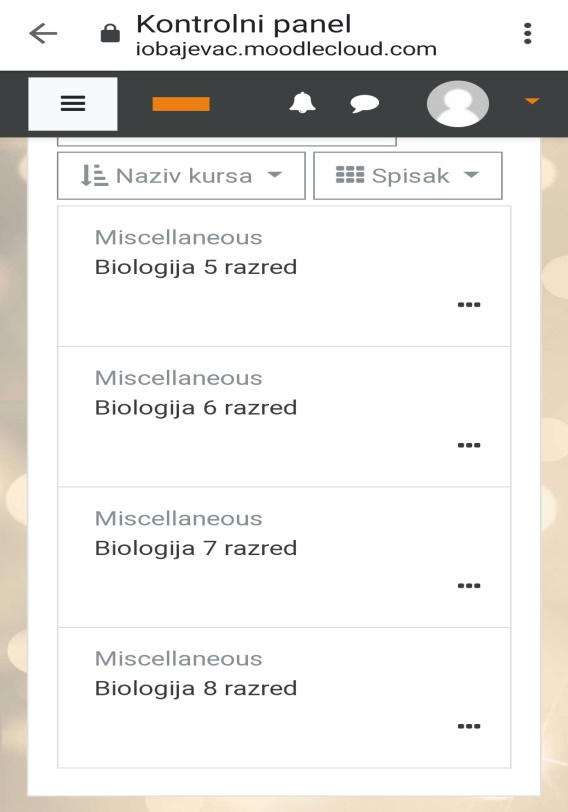 Kontrolni panel
iobajevac.moodlecloud.com
Naziv kursa
Spisak
Miscellaneous
Biologija 5 razred
Miscellaneous
Biologija 6 razred
Miscellaneous
Biologija 7 razred
Miscellaneous
Biologija 8 razred